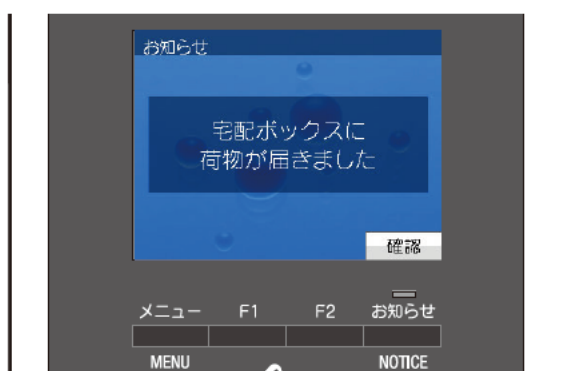 お知らせ
宅配ボックスに
荷物が届きました
確認
メニュー F1 F2 お知らせ
MENU NOTICE